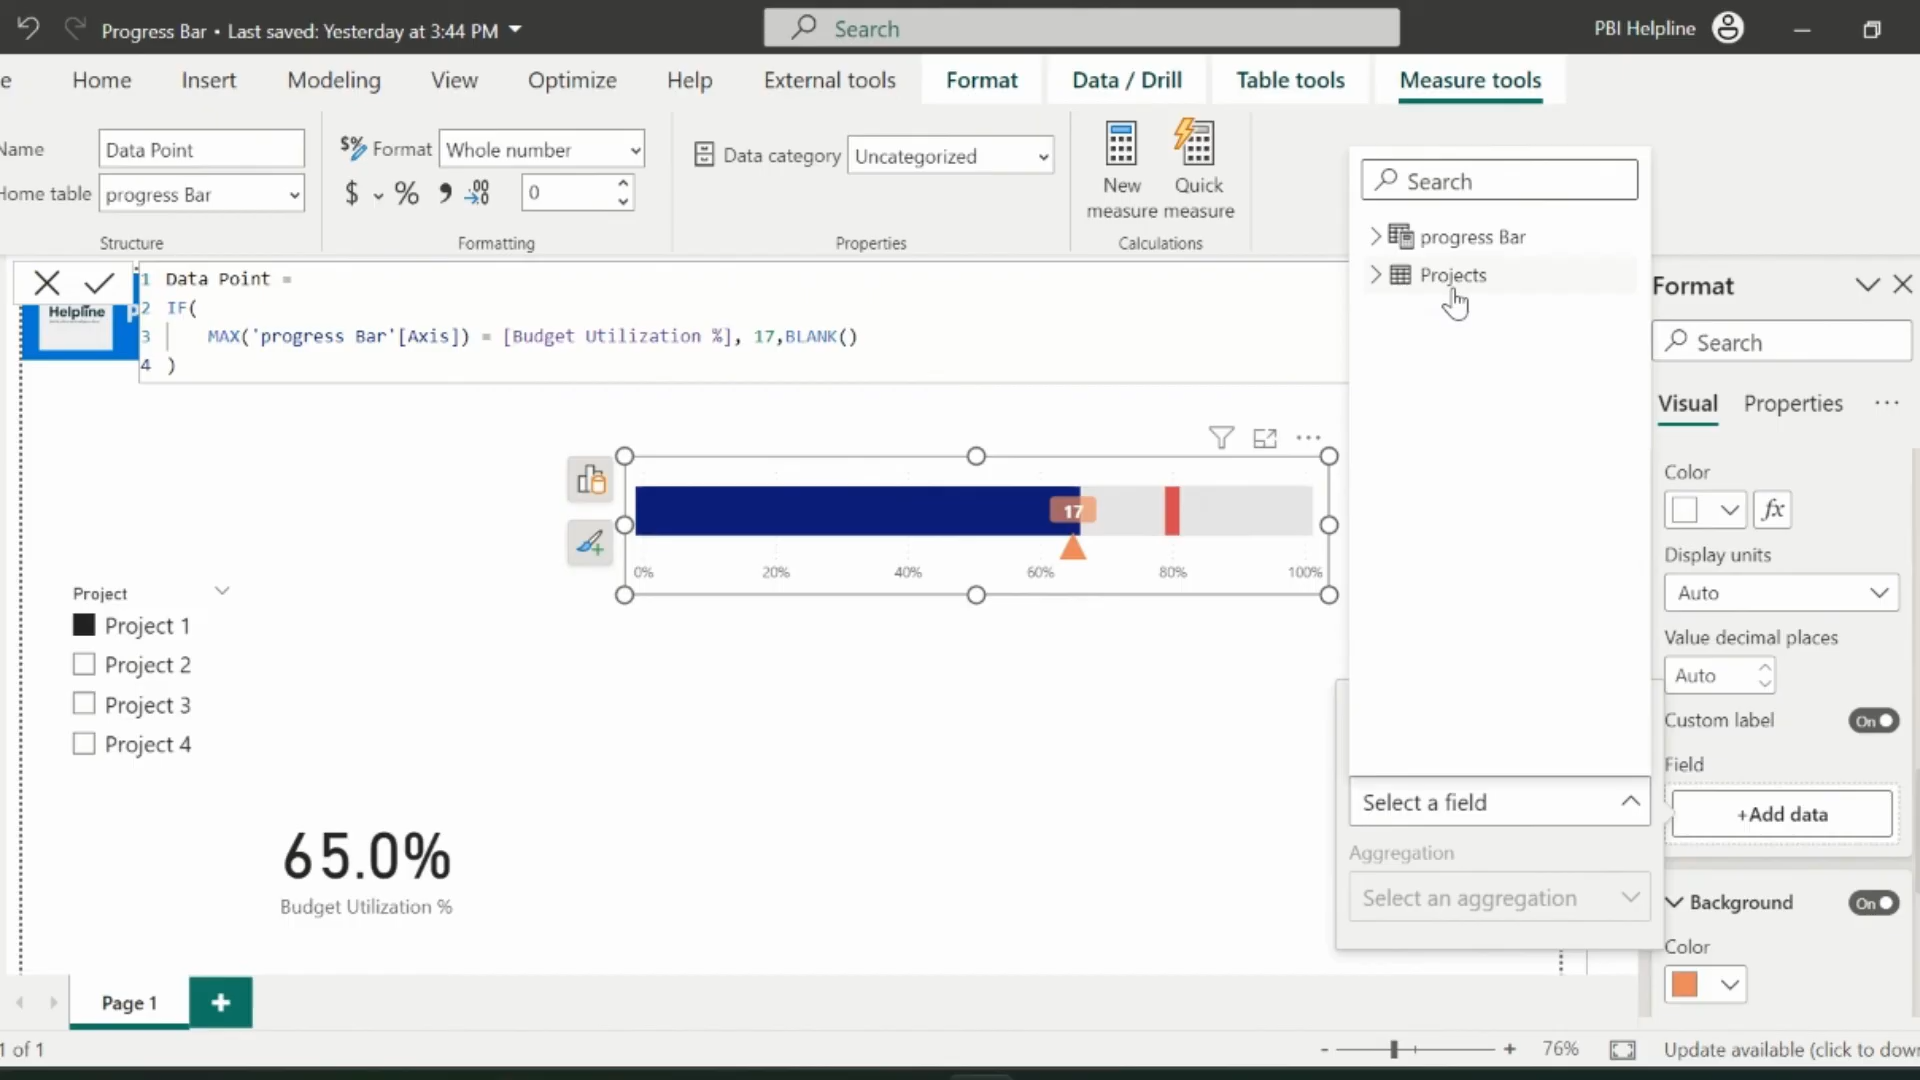 Progress Bar • Last saved: Yesterday at 3:44 PM
Search
PBI Helpline
e
Home
Insert
Modeling
View
Optimize
Help
External tools
Format
Data / Drill
Table tools
Measure tools
Name
Data Point
Home table
progress Bar
Structure
Format
Whole number
$
%
0
Formatting
Data category
Uncategorized
Properties
New
measure
Quick
measure
Calculations
1 Data Point =
2 IF(
3 MAX('progress Bar'[Axis]) = [Budget Utilization %], 17,BLANK()
4 )
Helpline
P
Search
progress Bar
Projects
Select a field
Aggregation
Select an aggregation
17
0%
20%
40%
60%
80%
100%
Project
Project 1
Project 2
Project 3
Project 4
65.0%
Budget Utilization %
Format
Search
Visual
Properties
Color
fx
Display units
Auto
Value decimal places
Auto
Custom label
On
Field
+Add data
Background
On
Color
Page 1
1 of 1
- + 76%
Update available (click to down